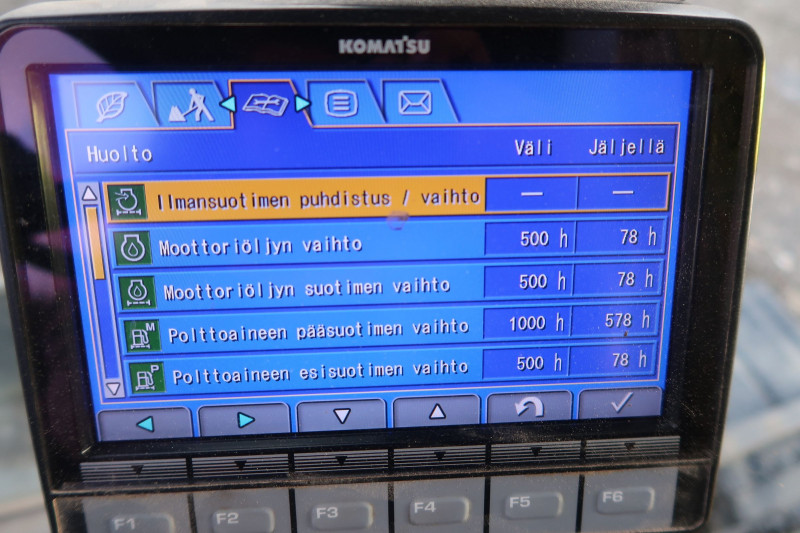 KOMATSU
Huolto Väli Jäljellä
Ilmansuotimen puhdistus / vaihto — —
Moottoriöljyn vaihto 500 h 78 h
Moottoriöljyn suotimen vaihto 500 h 78 h
M Polttoaineen pääsuotimen vaihto 1000 h 578 h
P Polttoaineen esisuotimen vaihto 500 h 78 h
F1 F2 F3 F4 F5 F6